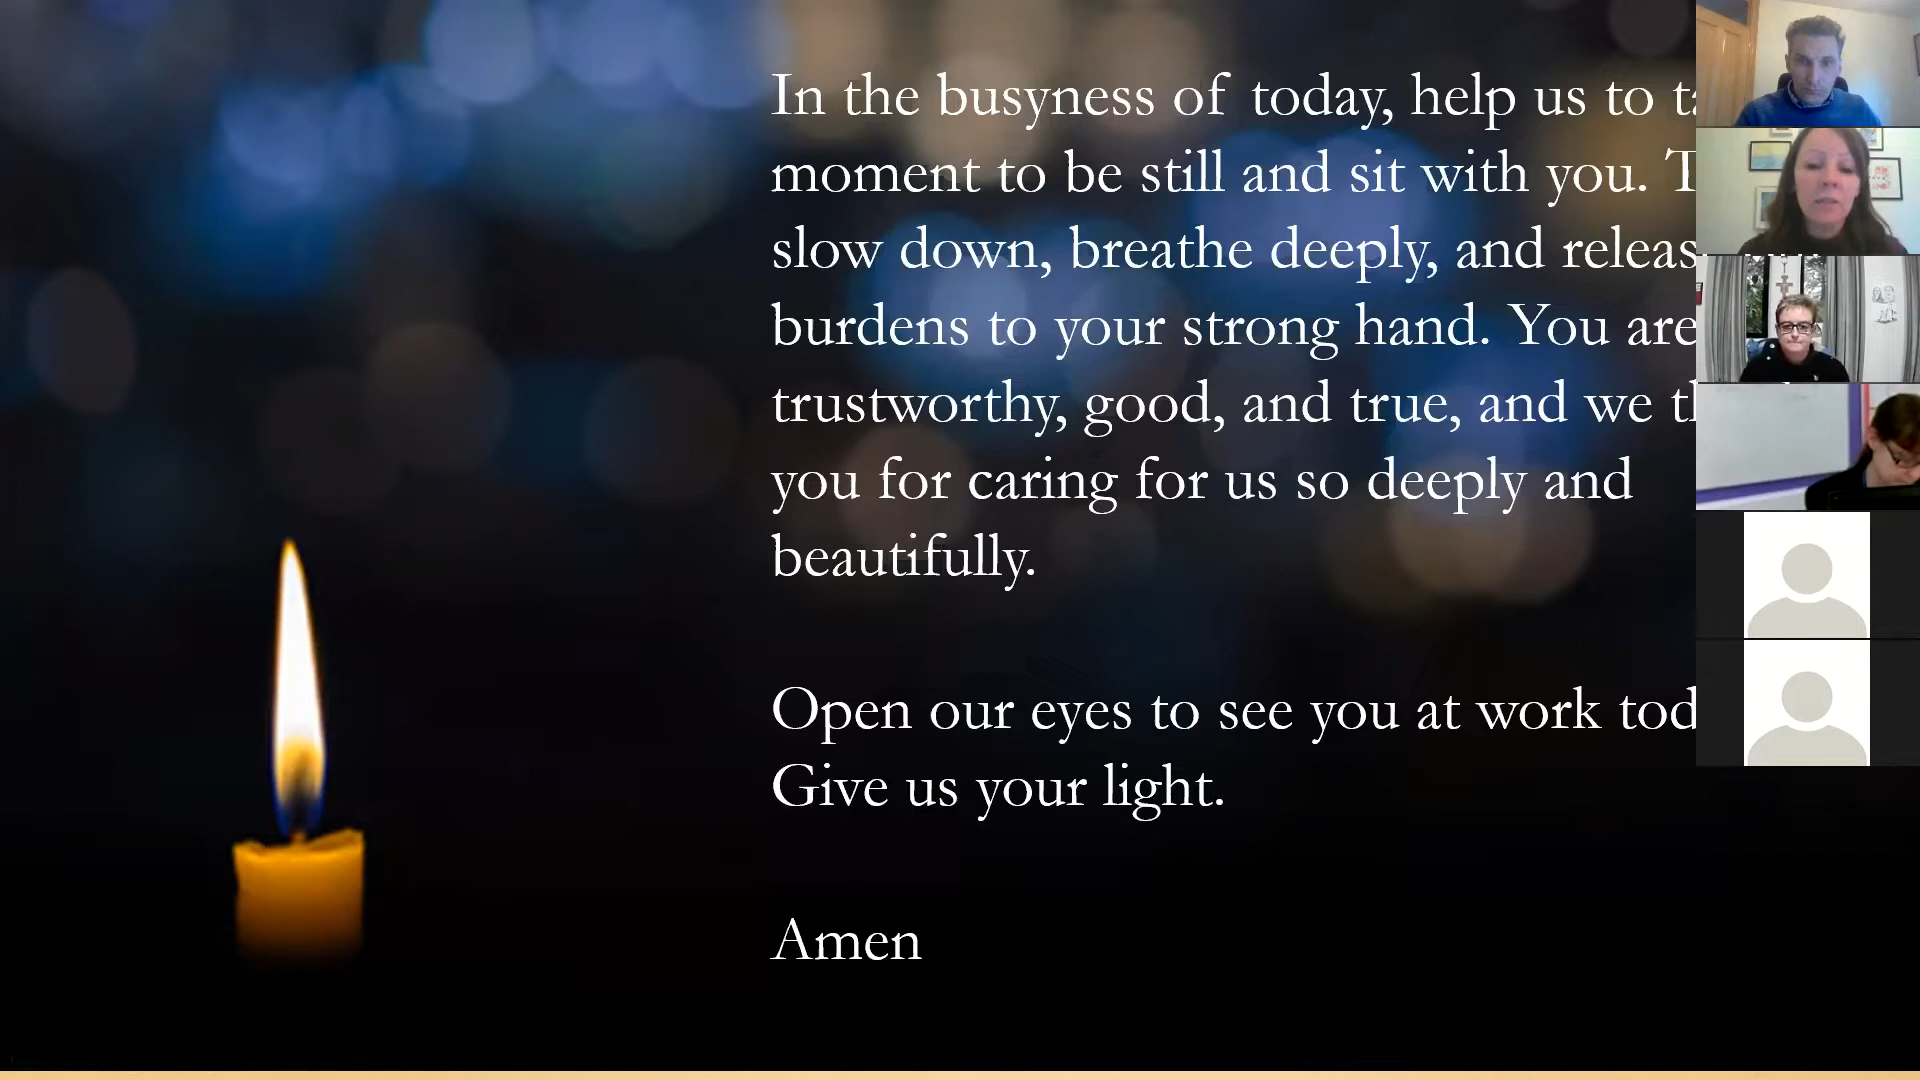 In the busyness of today, help us to
moment to be still and sit with you.
slow down, breathe deeply, and
burdens to your strong hand. You are
trustworthy, good, and true, and we
you for caring for us so deeply and
beautifully.
Open our eyes to see you at work
Give us your light.
Amen